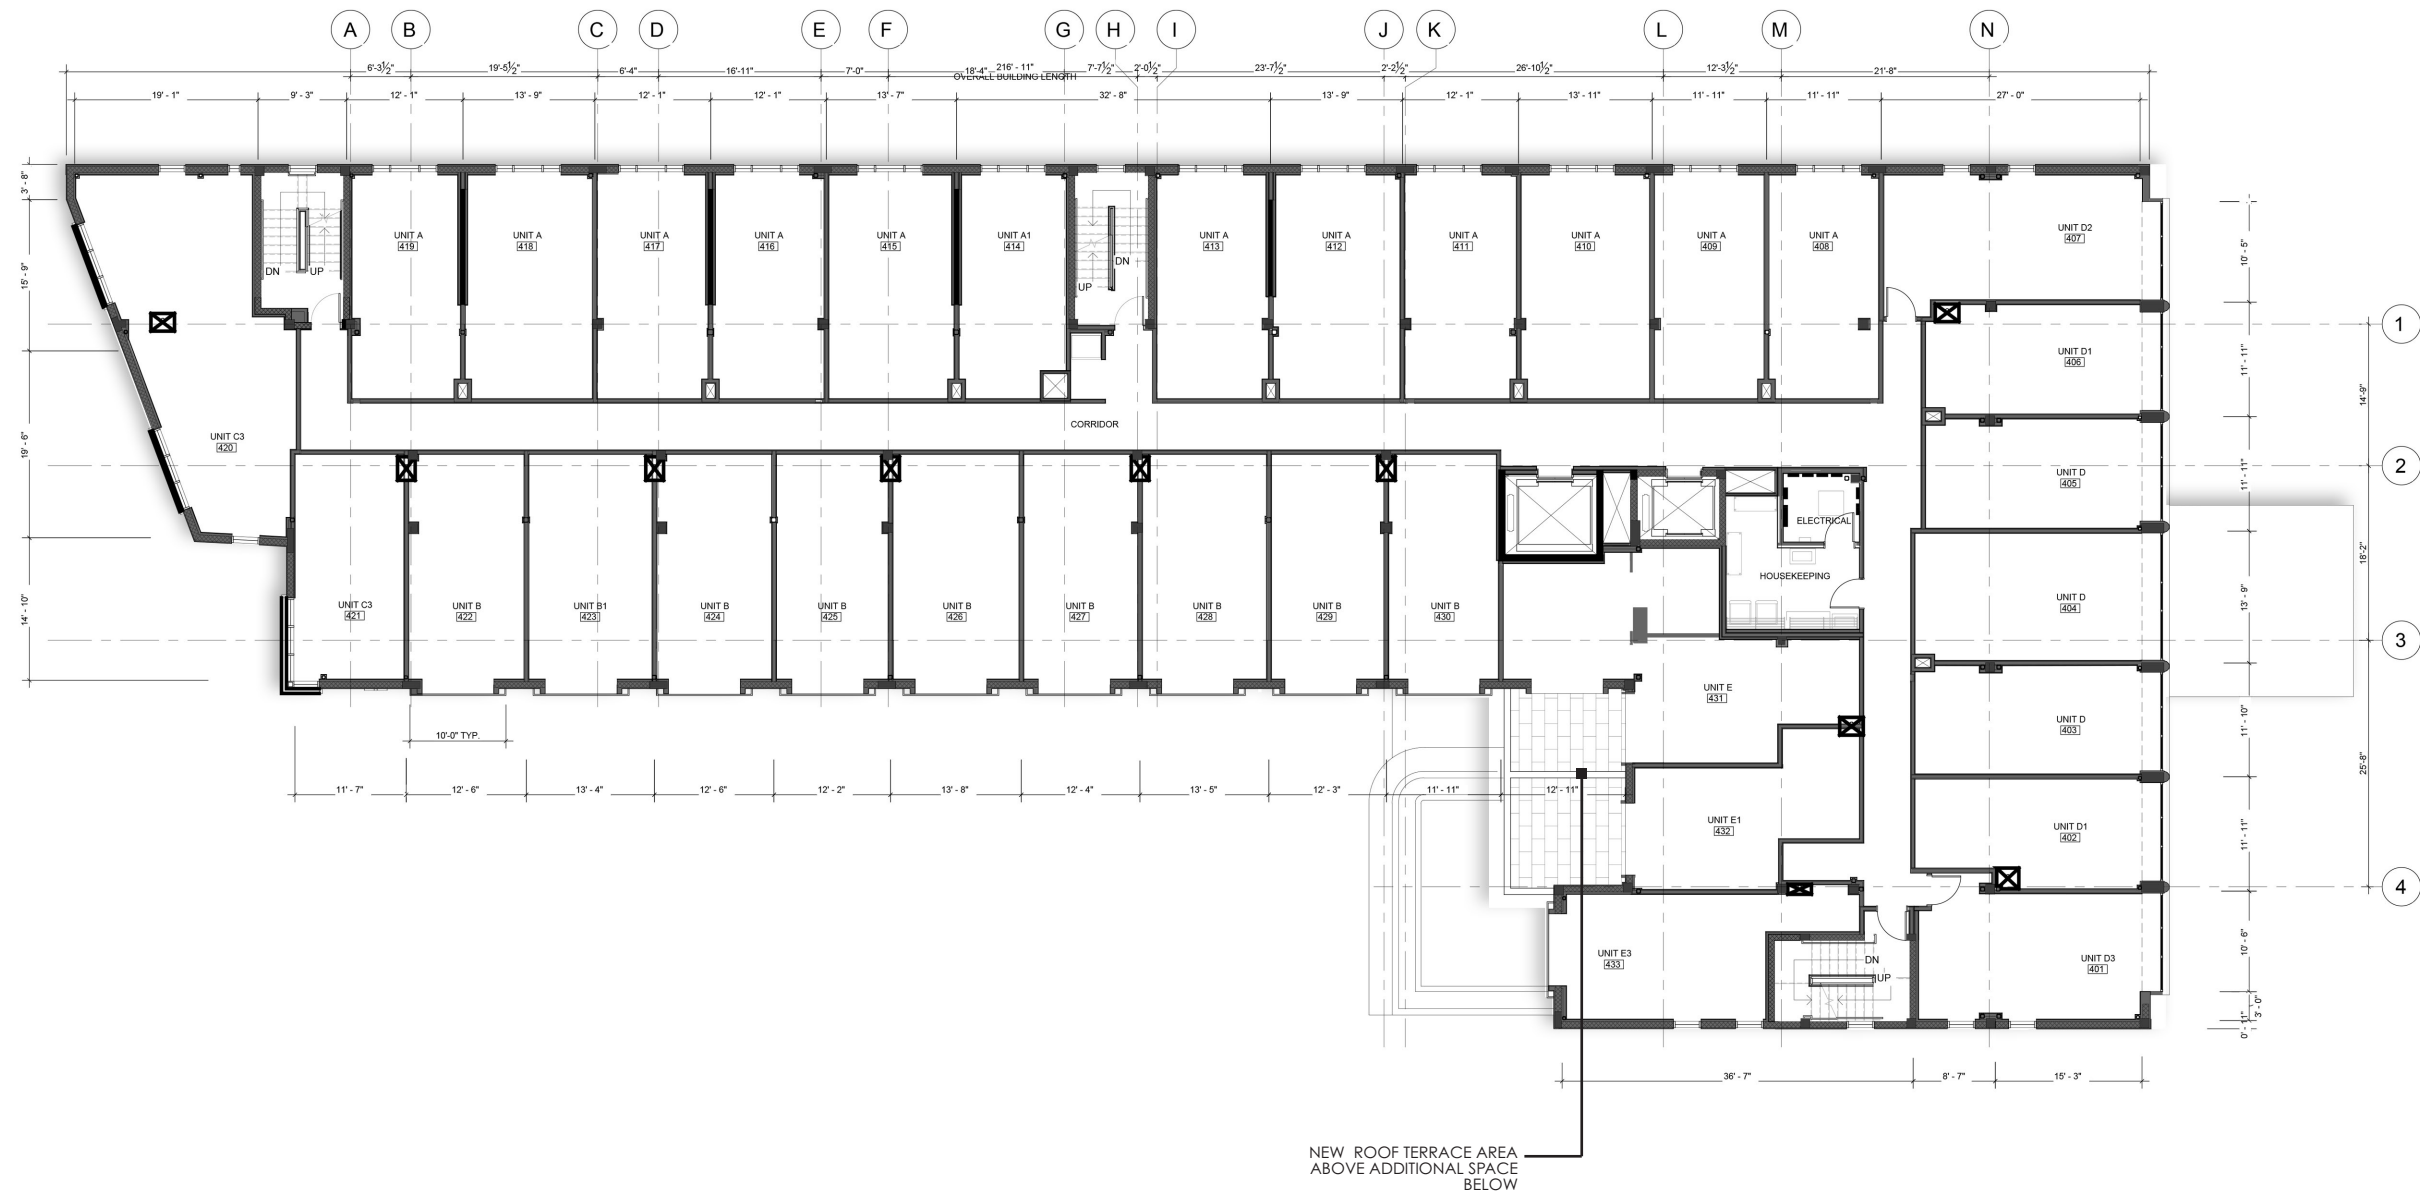 A B C D E F G H I J K L M N
6'-3½" 19'-5½" 6'-4" 16'-11" 7'-0" 18'-4" 216' - 11" 7'-7½" 2'-0½" 23'-7½" 2'-2½" 26'-10½" 12'-3½" 21'-8"
OVERALL BUILDING LENGTH
19' - 1" 9' - 3" 12' - 1" 13' - 9" 12' - 1" 12' - 1" 13' - 7" 32' - 8" 13' - 9" 12' - 1" 13' - 11" 11' - 11" 11' - 11" 27' - 0"
3' - 8"
15' - 9"
19' - 6"
14' - 10"
UNIT A
419
UNIT A
418
UNIT A
417
UNIT A
416
UNIT A
415
UNIT A1
414
UNIT A
413
UNIT A
412
UNIT A
411
UNIT A
410
UNIT A
409
UNIT A
408
UNIT D2
407
DN UP
DN
UP
UNIT D1
406
UNIT C3
420
CORRIDOR
UNIT D
405
ELECTRICAL
HOUSEKEEPING
UNIT C3
421
UNIT B
422
UNIT B1
423
UNIT B
424
UNIT B
425
UNIT B
426
UNIT B
427
UNIT B
428
UNIT B
429
UNIT B
430
UNIT D
404
UNIT E
431
UNIT D
403
UNIT E1
432
UNIT D1
402
UNIT E3
433
DN
UP
UNIT D3
401
10'-0" TYP.
11' - 7" 12' - 6" 13' - 4" 12' - 6" 12' - 2" 13' - 8" 12' - 4" 13' - 5" 12' - 3" 11' - 11" 12' - 11"
10' - 5"
11' - 11"
11' - 11"
13' - 9"
11' - 10"
11' - 11"
10' - 6"
3' - 0"
0' - 11"
1
14'-9"
2
18'-2"
3
25'-8"
4
36' - 7" 8' - 7" 15' - 3"
NEW ROOF TERRACE AREA
ABOVE ADDITIONAL SPACE
BELOW